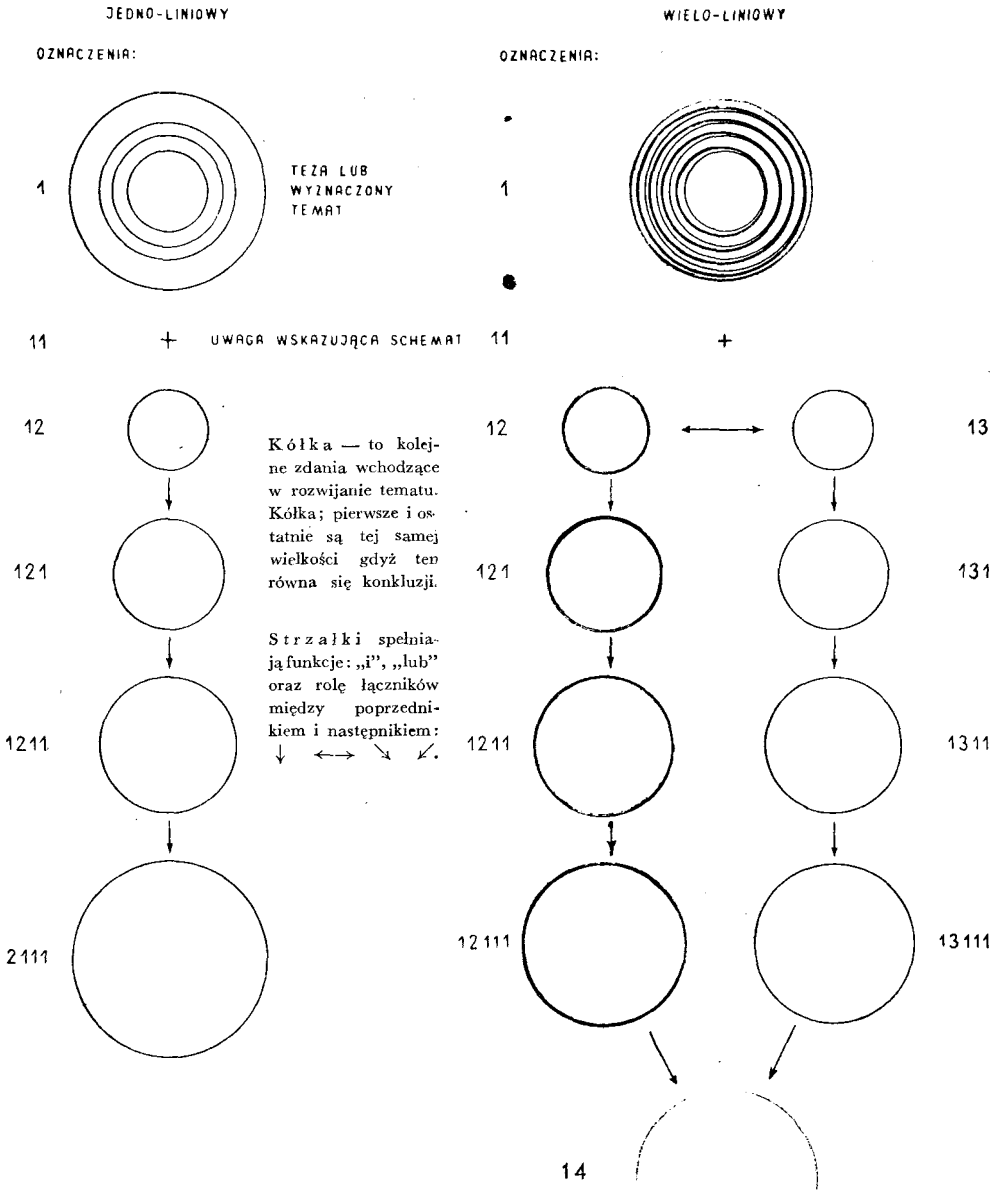 JEDNO-LINIOWY
OZNACZENIA:
1
TEZA LUB
WYZNACZONY
TEMAT
11
+
UWAGA WSKAZUJĄCA SCHEMAT
12
Kółka — to kolej-
ne zdania wchodzące
w rozwijanie tematu.
Kółka; pierwsze i os-
tatnie są tej samej
wielkości gdyż ten
równa się konkluzji.
121
Strzałki spełnia-
ją funkcje: „i”, „lub”
oraz rolę łączników
między poprzedni-
kiem i następnikiem:
↓ ←→ ↘ ↙.
1211
2111
WIELO-LINIOWY
OZNACZENIA:
1
11
+
12
13
121
131
1211
1311
12111
13111
14